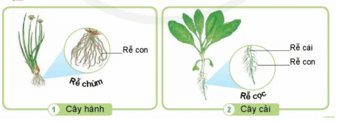 Rễ con
Rễ chùm
1 Cây hành
Rễ cái
Rễ con
Rễ cọc
2 Cây cải